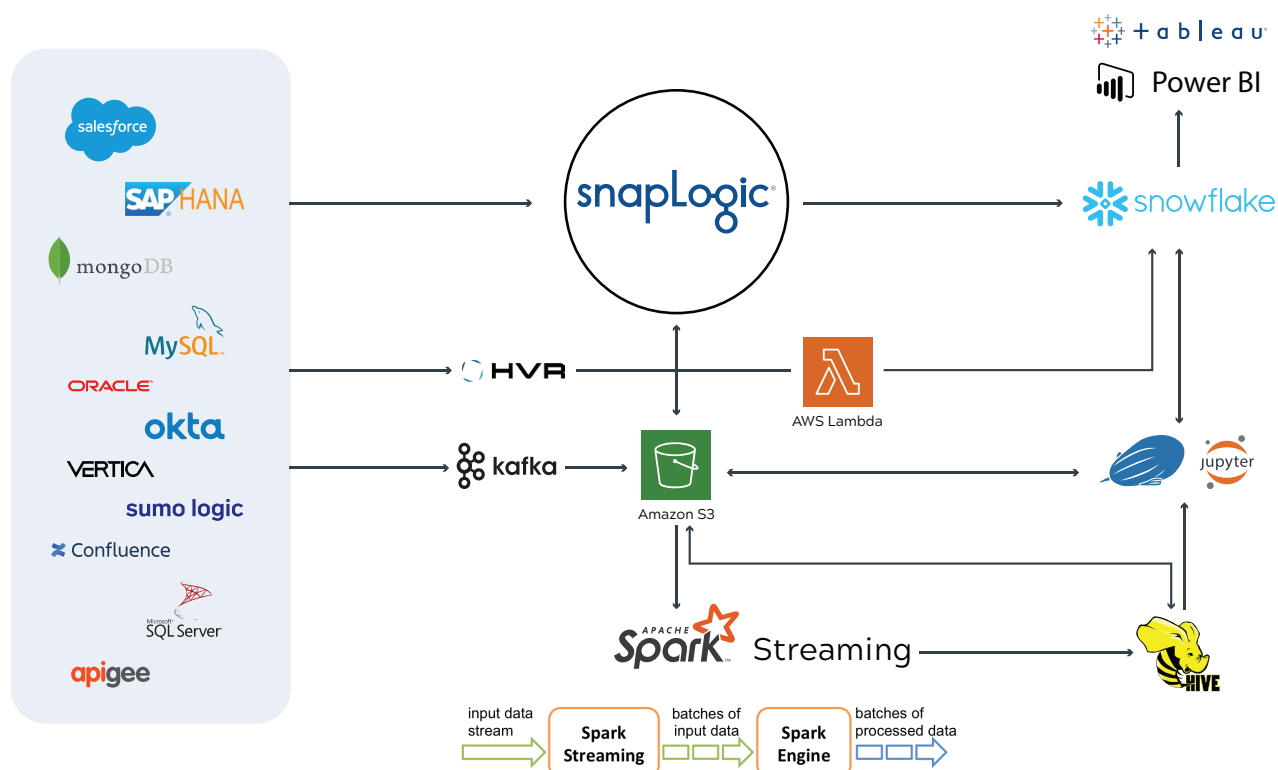 + a b l e a u®
Power BI
salesforce
SAP® HANA
mongoDB
MySQL™
ORACLE®
okta
VERTICA
sumo logic
Confluence
Microsoft®
SQL Server®
apigee
snapLogic®
HVR
AWS Lambda
kafka
Amazon S3
snowflake
jupyter
APACHE
Spark™ Streaming
HIVE
input data
stream
Spark
Streaming
batches of
input data
Spark
Engine
batches of
processed data